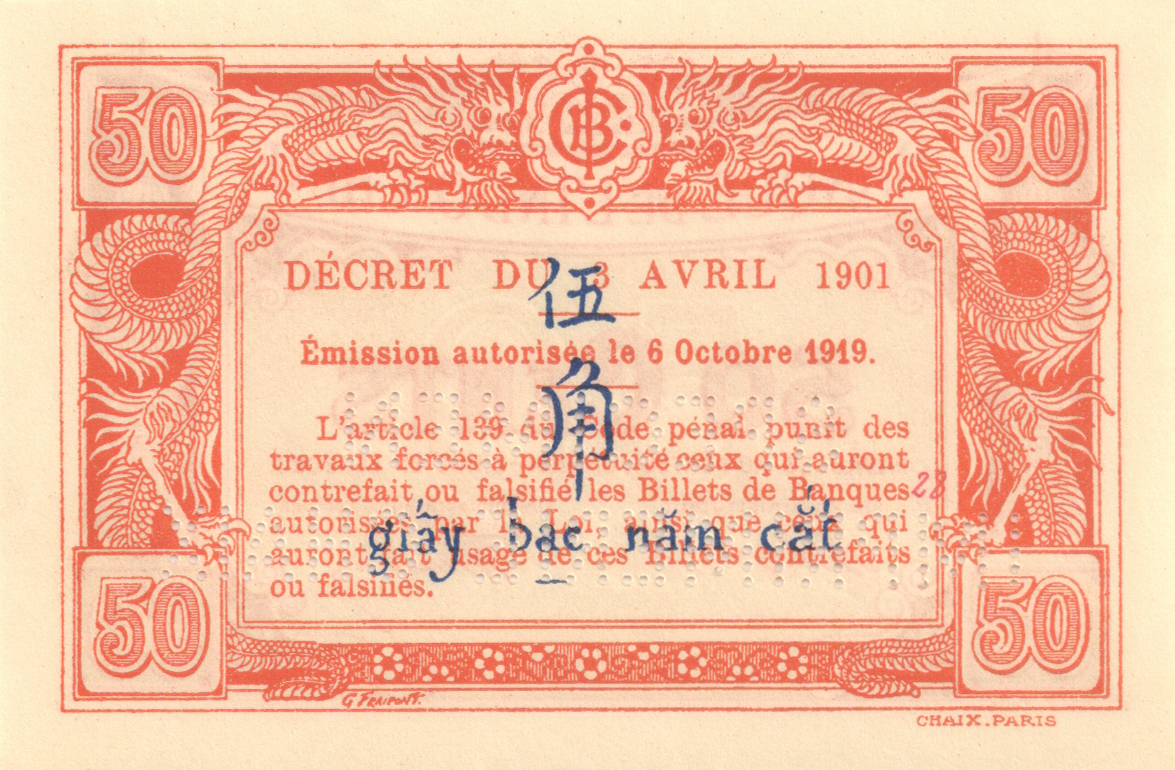 50 50
BIC
DÉCRET DU 3 AVRIL 1901
伍
Émission autorisée le 6 Octobre 1919.
角
L'article 139 du Code pénal punit des
travaux forcés à perpétuité ceux qui auront
contrefait ou falsifié les Billets de Banques
28
autorisées par la Loi, ainsi que ceux qui
giấy bạc năm cắt
auront fait usage de ces Billets contrefaits
ou falsifiés.
50 50
G FRAIPONT.
CHAIX.PARIS